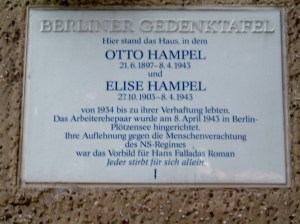 BERLINER GEDENKTAFEL
Hier stand das Haus, in dem
OTTO HAMPEL
21. 6. 1897 – 8. 4. 1943
und
ELISE HAMPEL
27. 10. 1903 – 8. 4. 1943
von 1934 bis zu ihrer Verhaftung lebten.
Das Arbeiterehepaar wurde am 8. April 1943 in Berlin-
Plötzensee hingerichtet.
Ihre Auflehnung gegen die Menschenverachtung
des NS-Regimes
war das Vorbild für Hans Falladas Roman
Jeder stirbt für sich allein